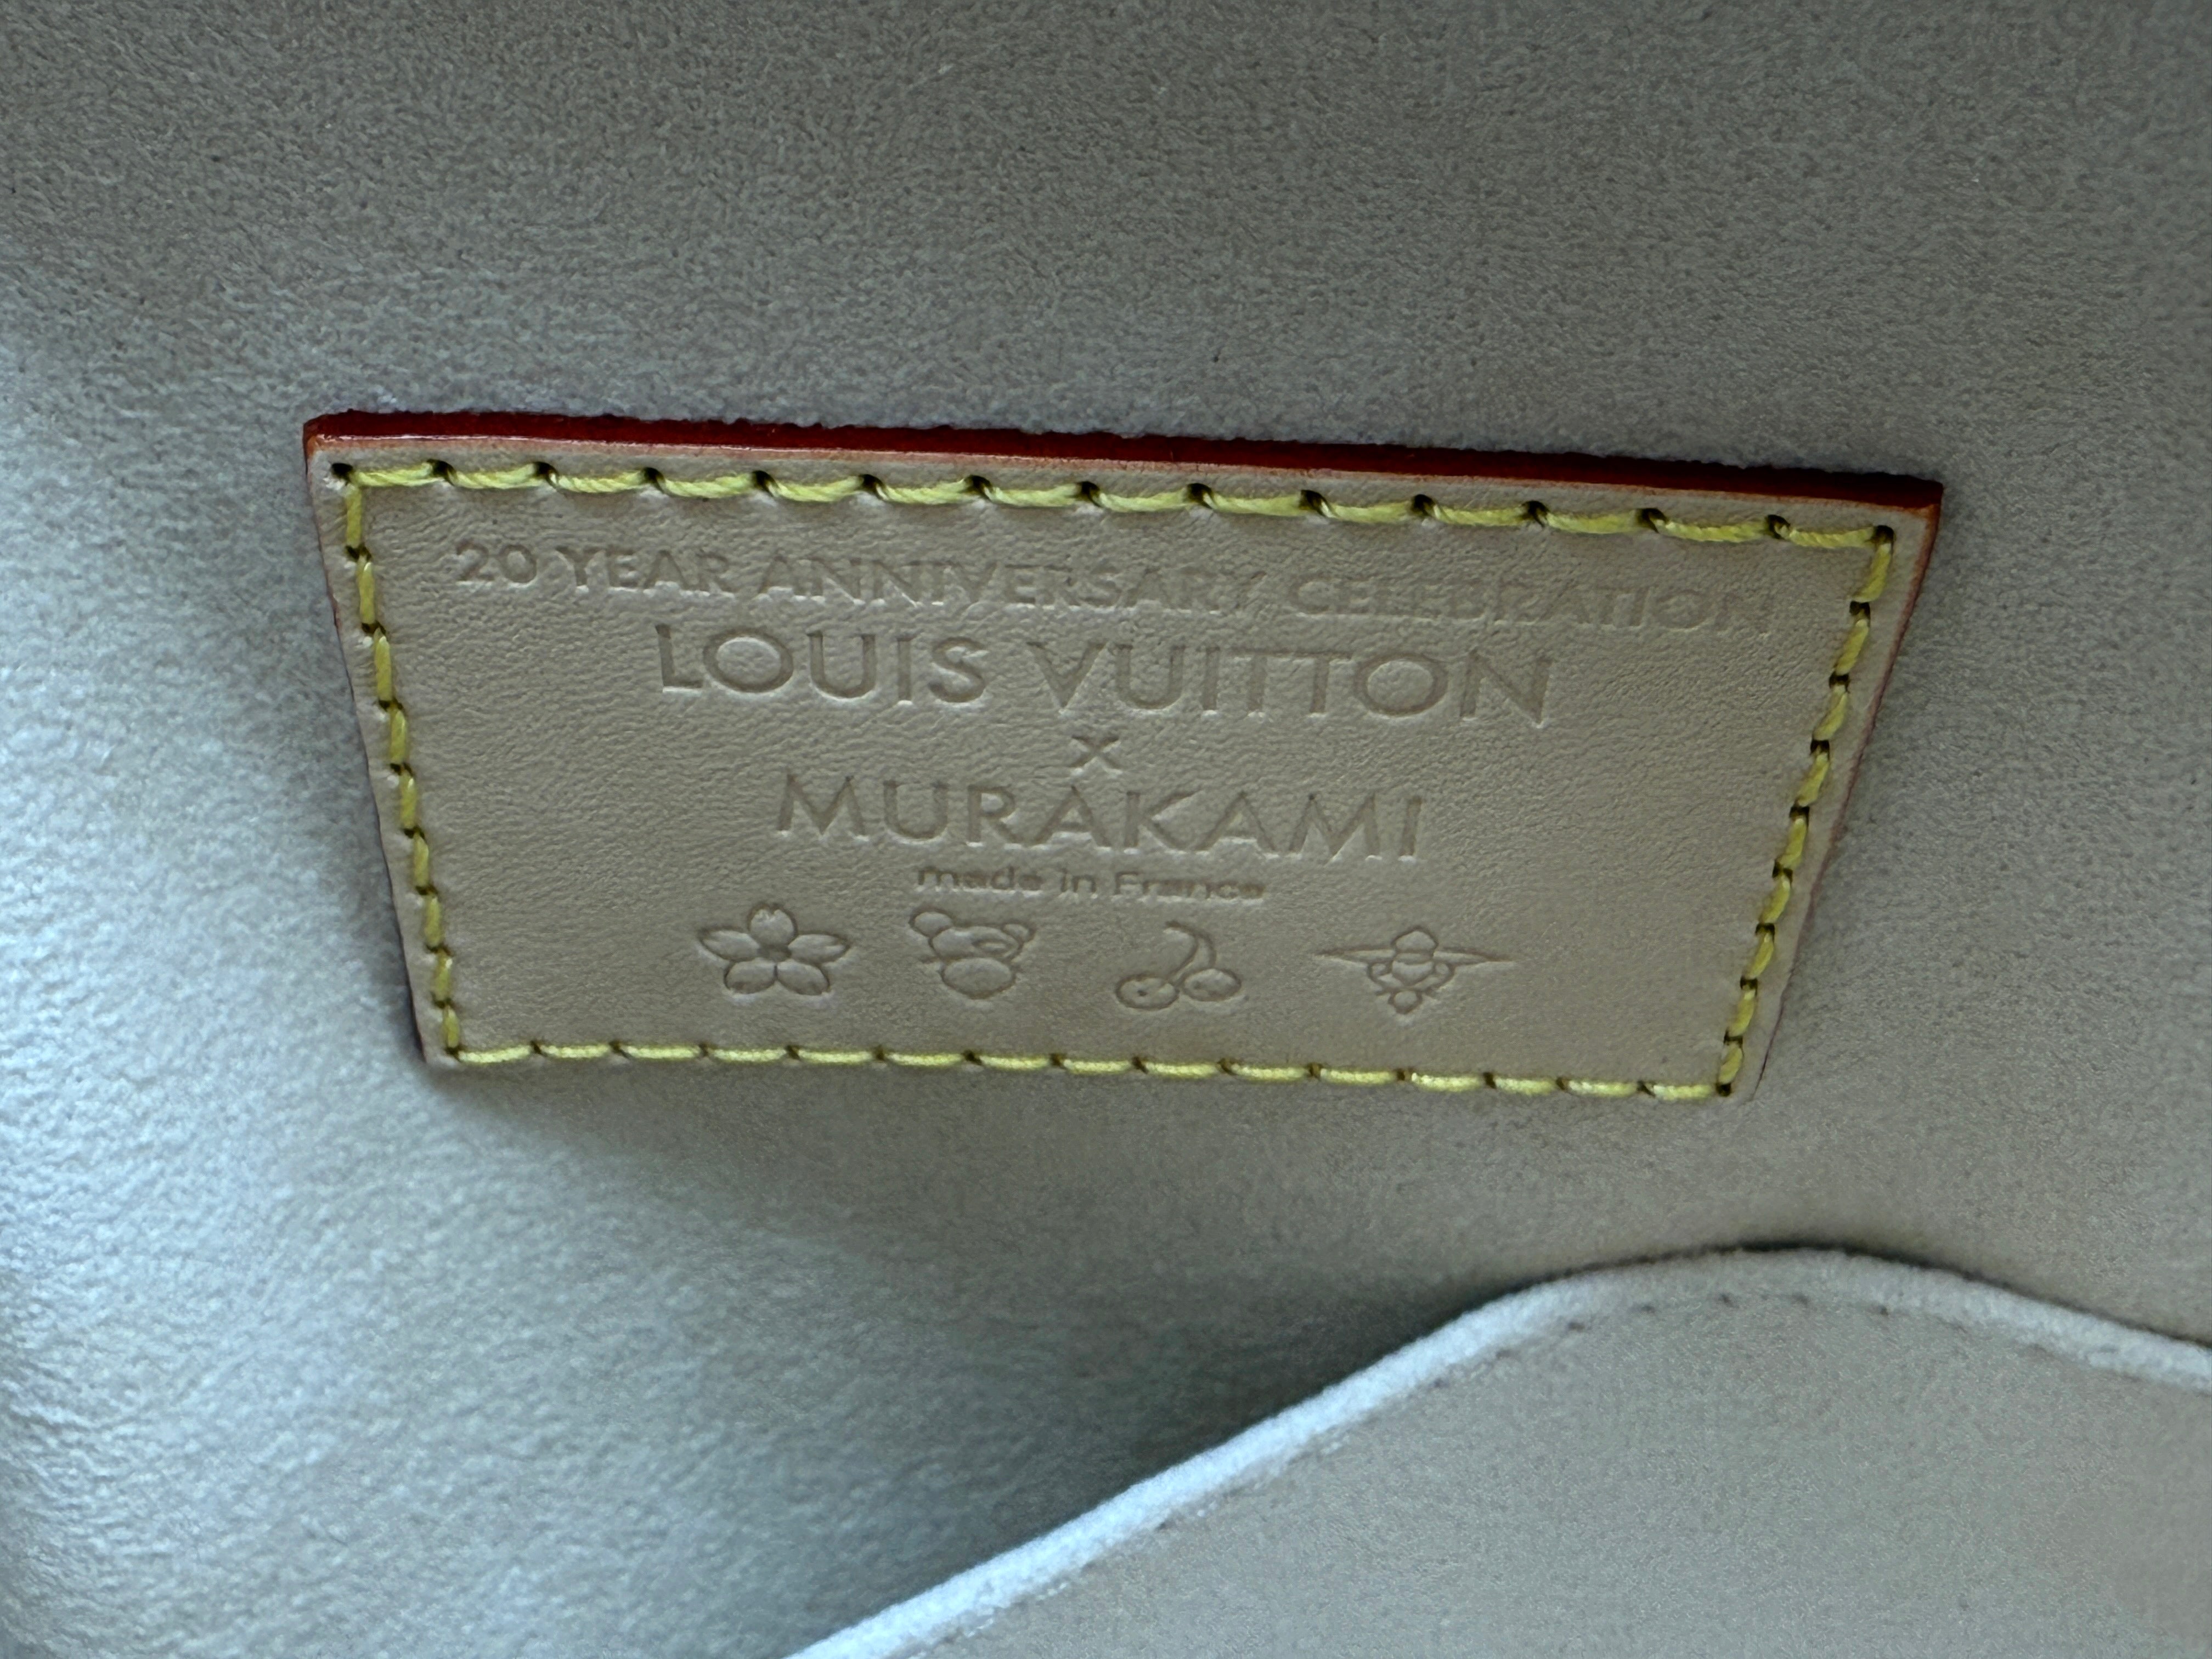 20 YEAR ANNIVERSARY CELEBRATION
LOUIS VUITTON
x
MURAKAMI
made in France